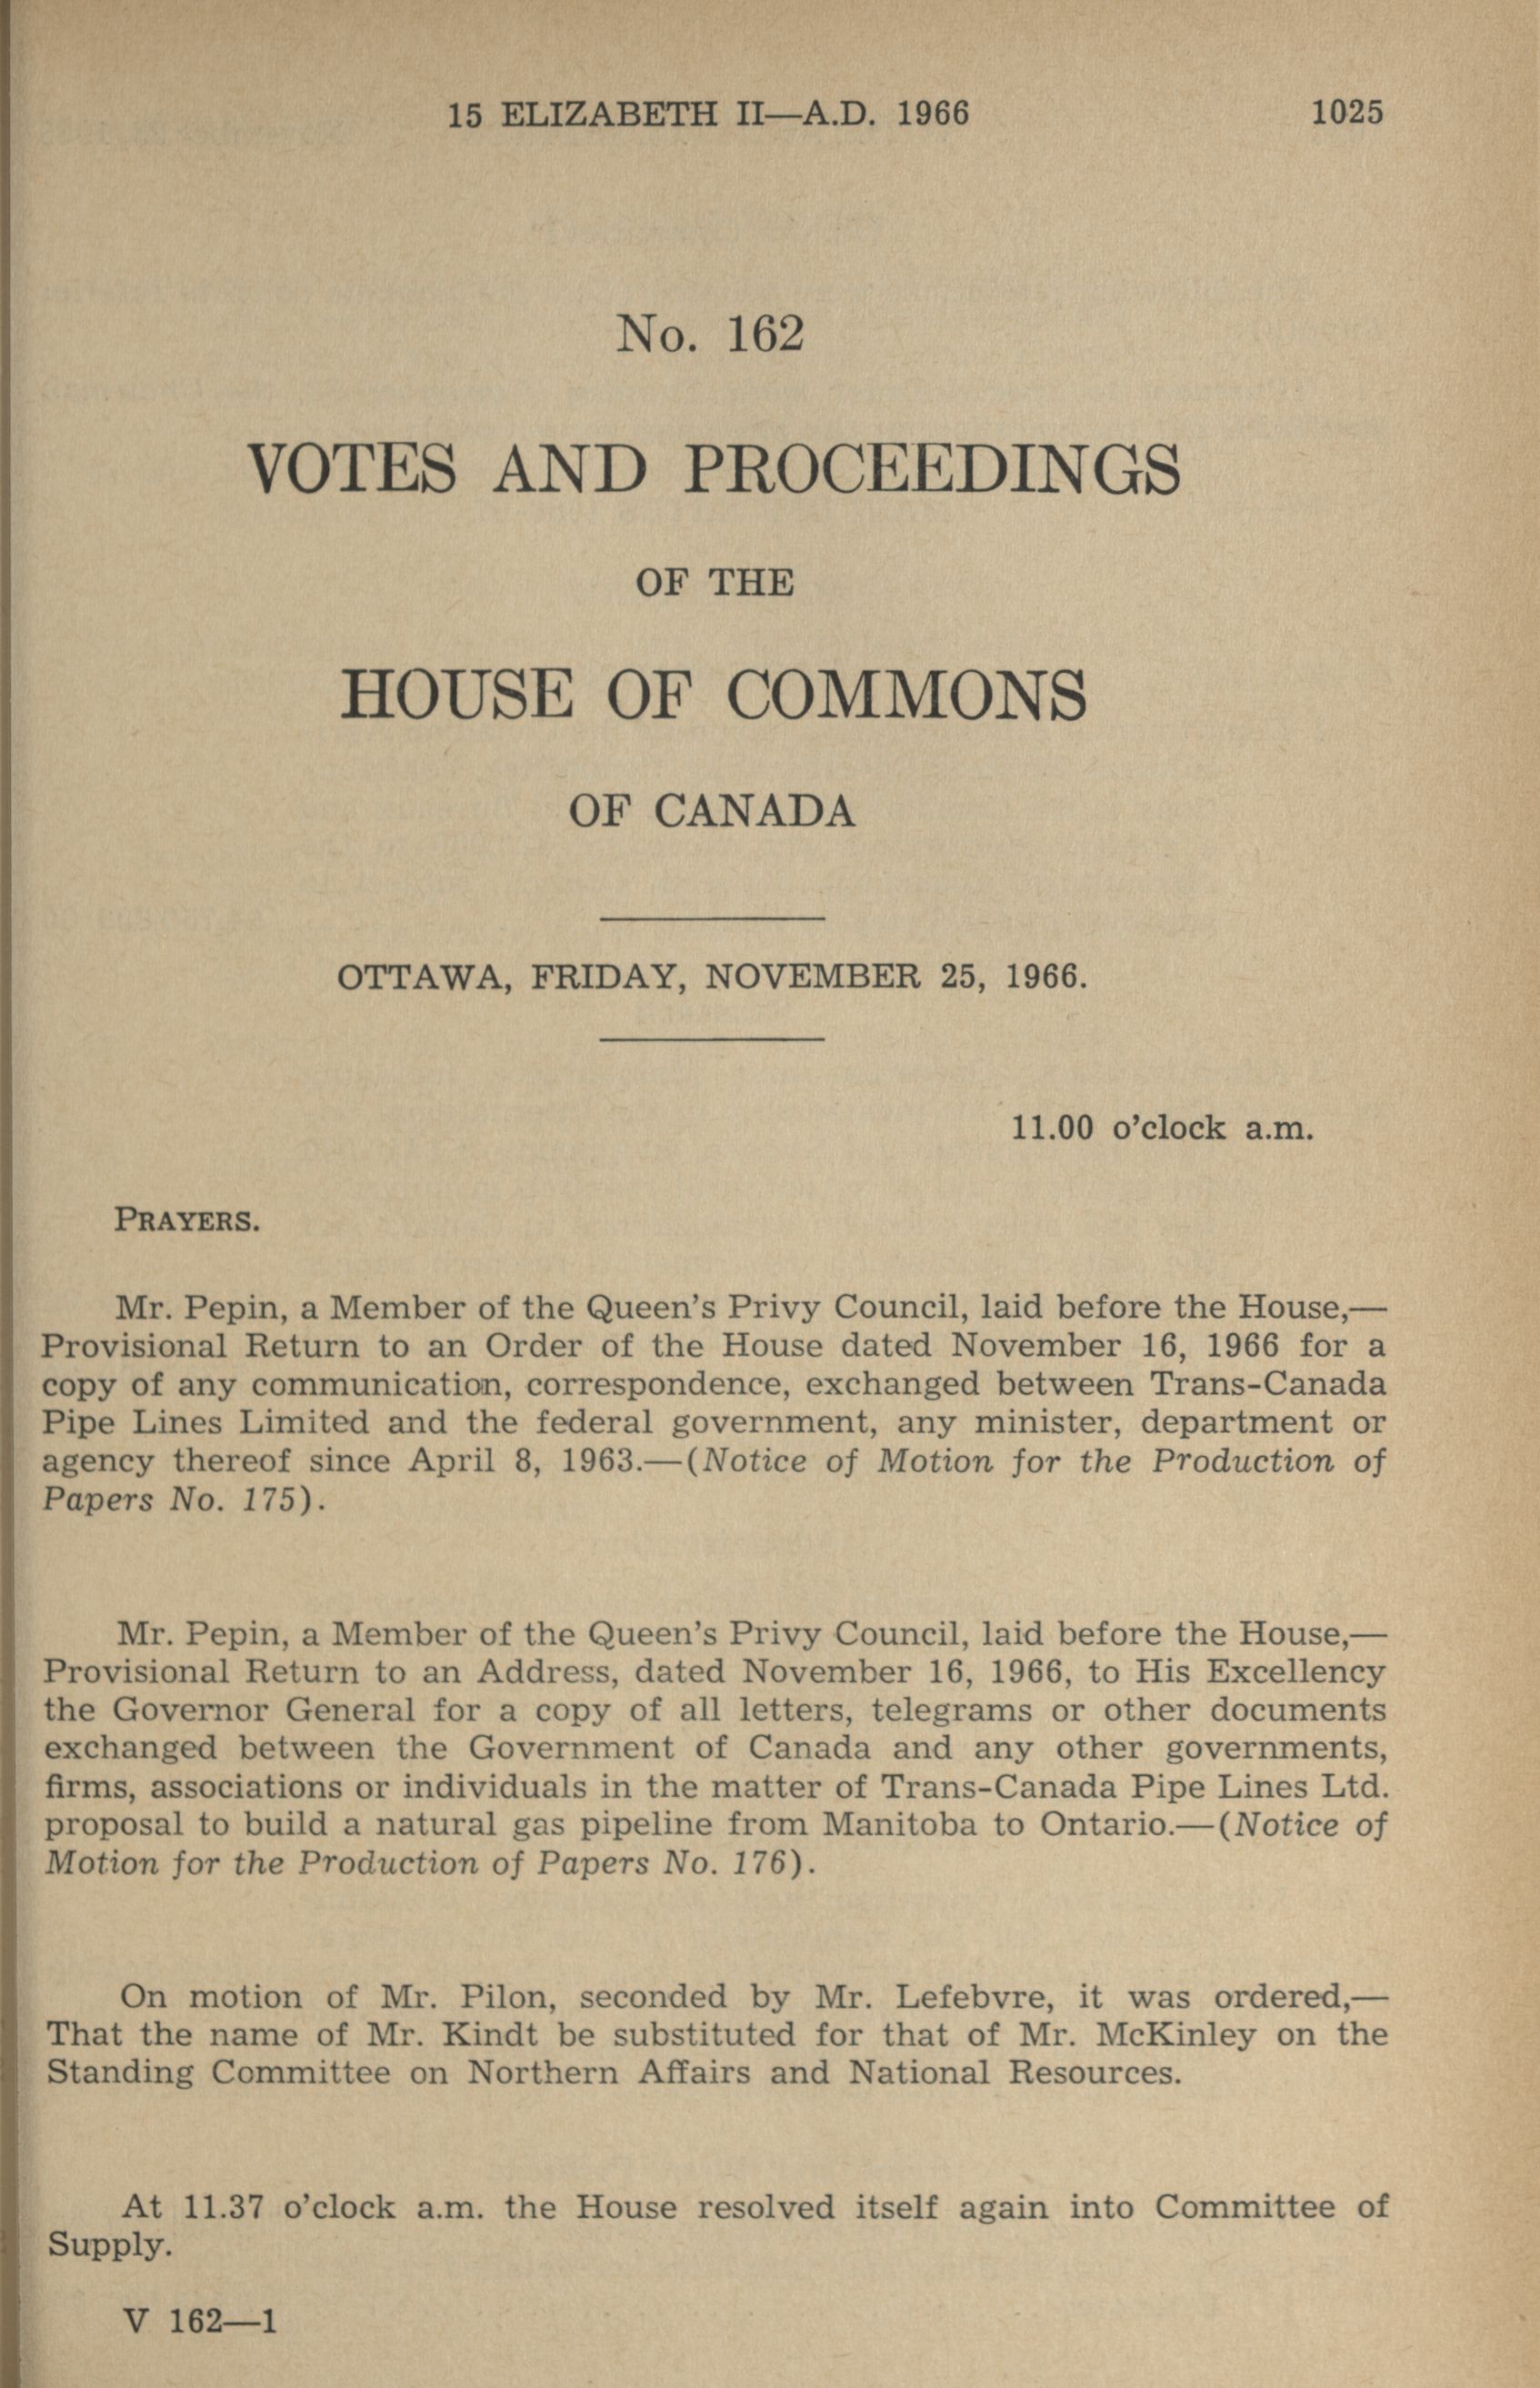 15 ELIZABETH II—A.D. 1966 1025
No. 162
VOTES AND PROCEEDINGS
OF THE
HOUSE OF COMMONS
OF CANADA
OTTAWA, FRIDAY, NOVEMBER 25, 1966.
11.00 o'clock a.m.
PRAYERS.
Mr. Pepin, a Member of the Queen's Privy Council, laid before the House,—
Provisional Return to an Order of the House dated November 16, 1966 for a
copy of any communication, correspondence, exchanged between Trans-Canada
Pipe Lines Limited and the federal government, any minister, department or
agency thereof since April 8, 1963.—(Notice of Motion for the Production of
Papers No. 175).
Mr. Pepin, a Member of the Queen's Privy Council, laid before the House,—
Provisional Return to an Address, dated November 16, 1966, to His Excellency
the Governor General for a copy of all letters, telegrams or other documents
exchanged between the Government of Canada and any other governments,
firms, associations or individuals in the matter of Trans-Canada Pipe Lines Ltd.
proposal to build a natural gas pipeline from Manitoba to Ontario.—(Notice of
Motion for the Production of Papers No. 176).
On motion of Mr. Pilon, seconded by Mr. Lefebvre, it was ordered,—
That the name of Mr. Kindt be substituted for that of Mr. McKinley on the
Standing Committee on Northern Affairs and National Resources.
At 11.37 o'clock a.m. the House resolved itself again into Committee of
Supply.
V 162—1